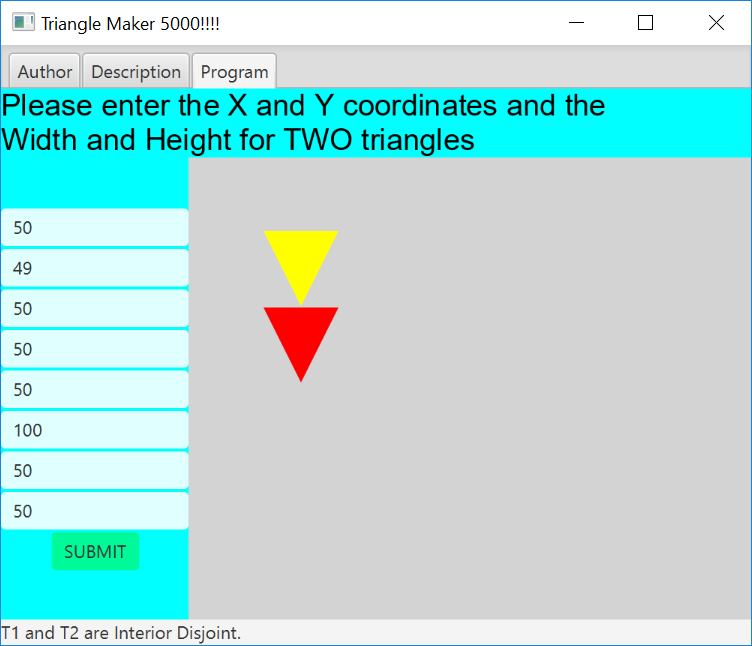 Triangle Maker 5000!!!!
Author Description Program
Please enter the X and Y coordinates and the
Width and Height for TWO triangles
50
49
50
50
50
100
50
50
SUBMIT
T1 and T2 are Interior Disjoint.